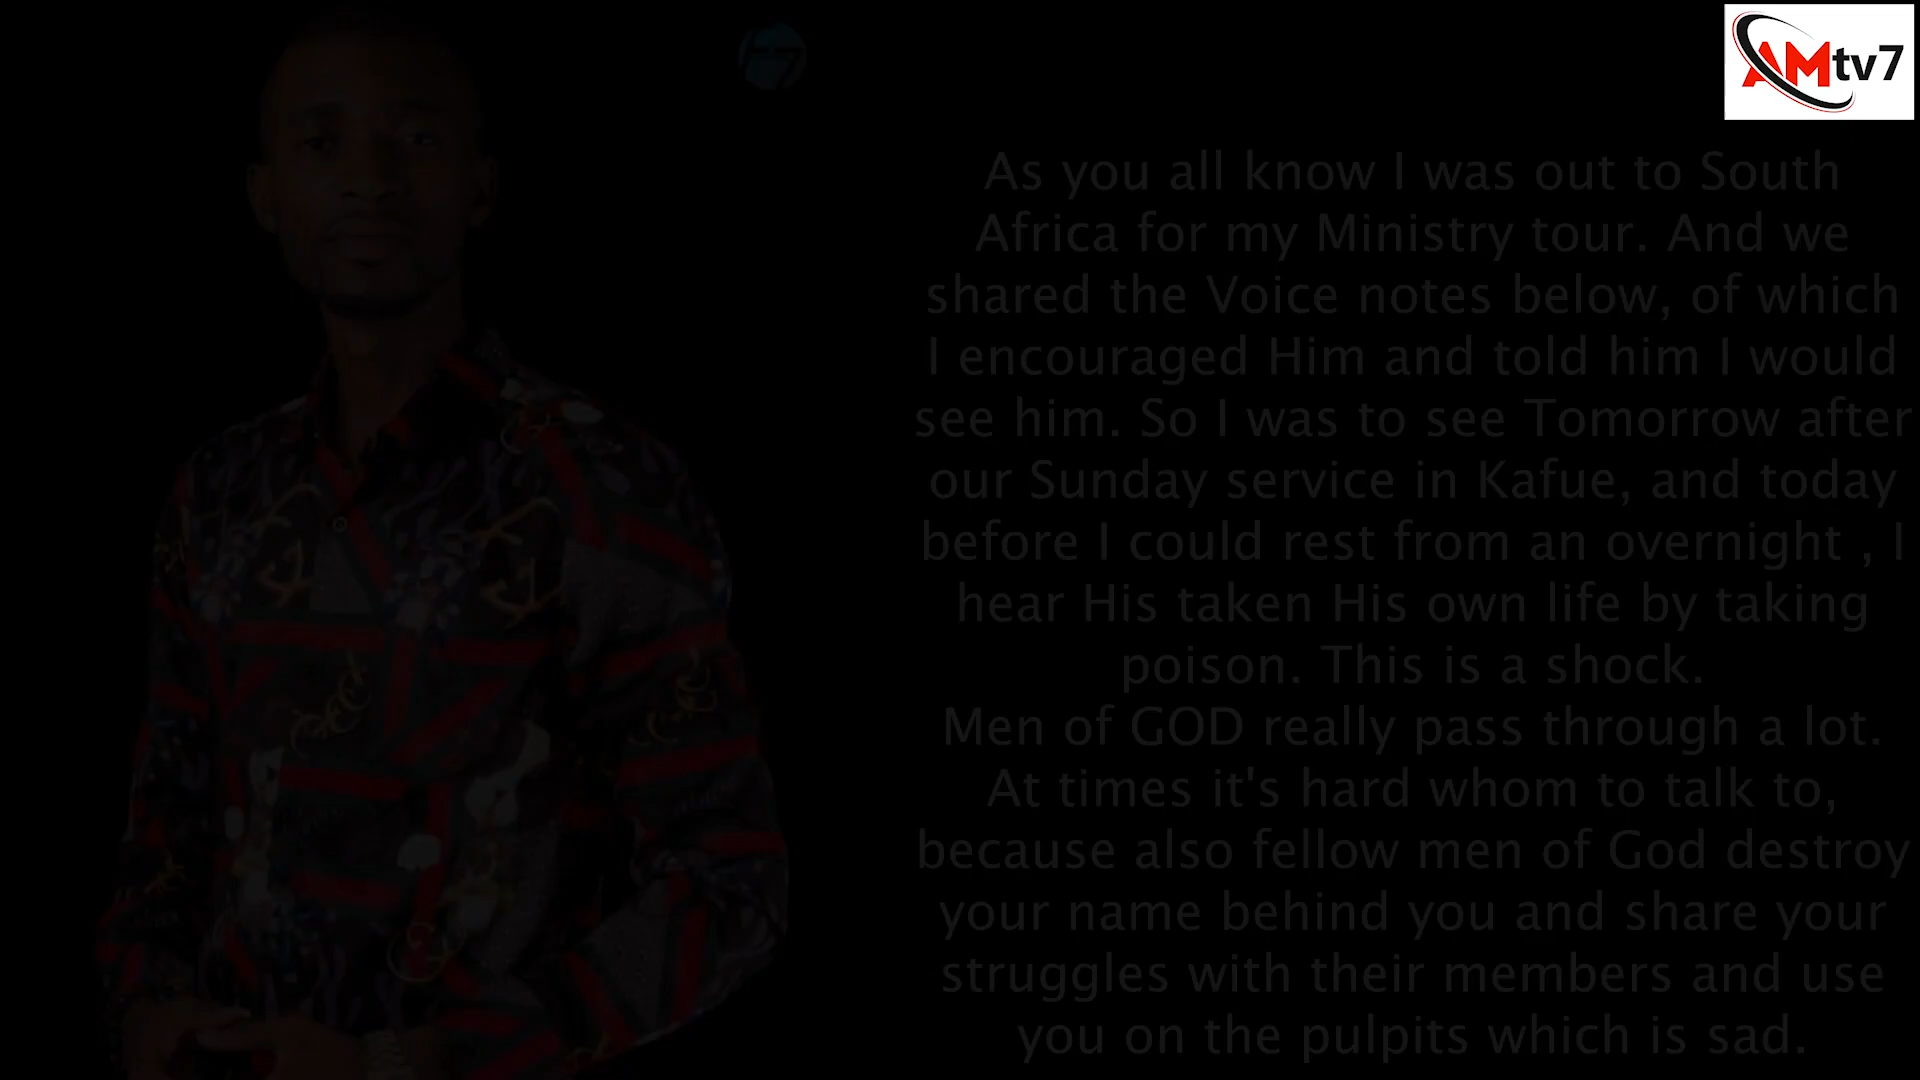 AMtv7
As you all know I was out to South
Africa for my Ministry tour. And we
shared the Voice notes below, of which
I encouraged Him and told him I would
see him. So I was to see Tomorrow after
our Sunday service in Kafue, and today
before I could rest from an overnight , I
hear His taken His own life by taking
poison. This is a shock.
Men of GOD really pass through a lot.
At times it's hard whom to talk to,
because also fellow men of God destroy
your name behind you and share your
struggles with their members and use
you on the pulpits which is sad.